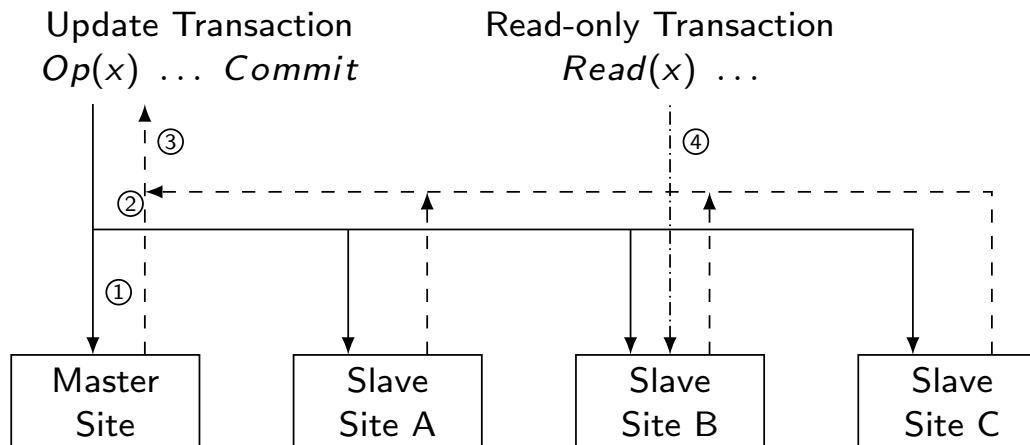 Update Transaction
Op(x) ... Commit
Read-only Transaction
Read(x) ...
③
④
②
①
Master
Site
Slave
Site A
Slave
Site B
Slave
Site C